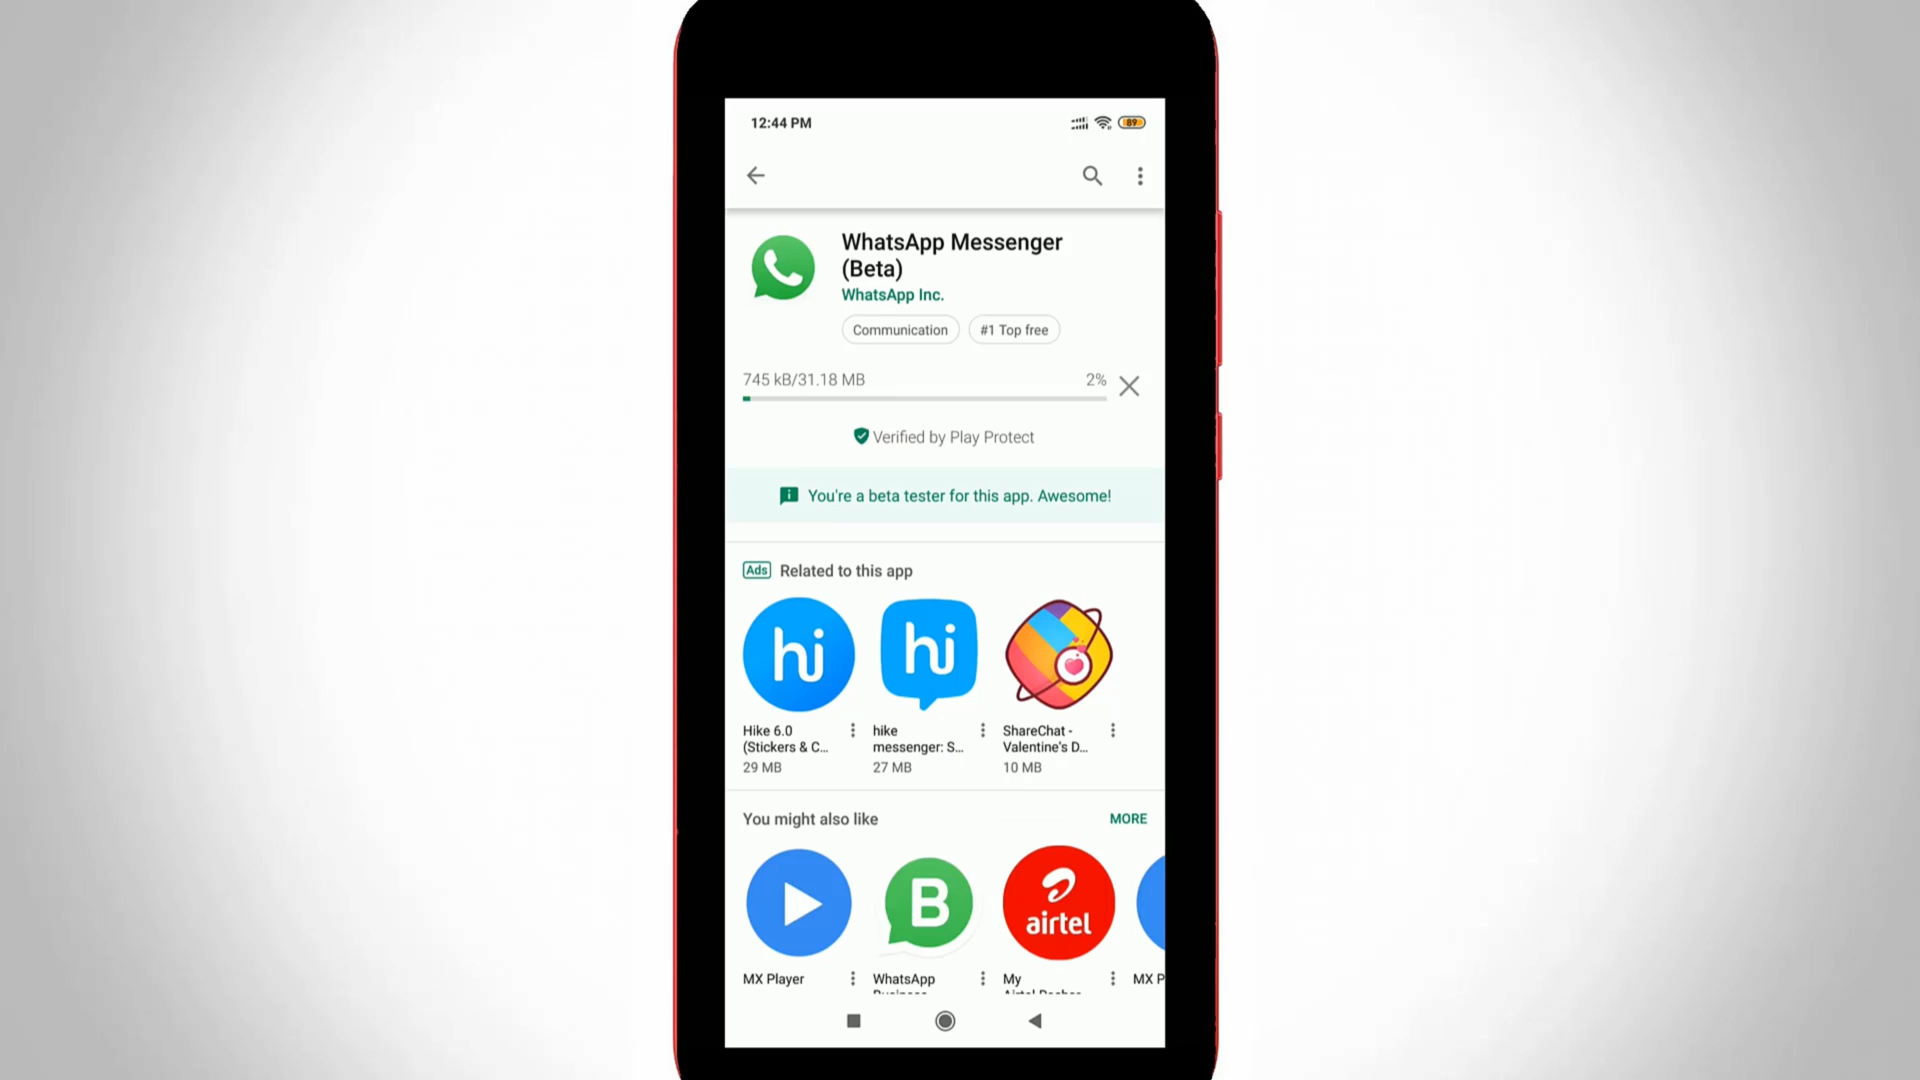 12:44 PM
89
WhatsApp Messenger
(Beta)
WhatsApp Inc.
Communication
#1 Top free
745 kB/31.18 MB
2%
Verified by Play Protect
You're a beta tester for this app. Awesome!
Ads Related to this app
hi
hi
Hike 6.0
(Stickers & C...
29 MB
hike
messenger: S...
27 MB
ShareChat -
Valentine's D...
10 MB
You might also like
MORE
B
airtel
MX Player
WhatsApp
My
MX P